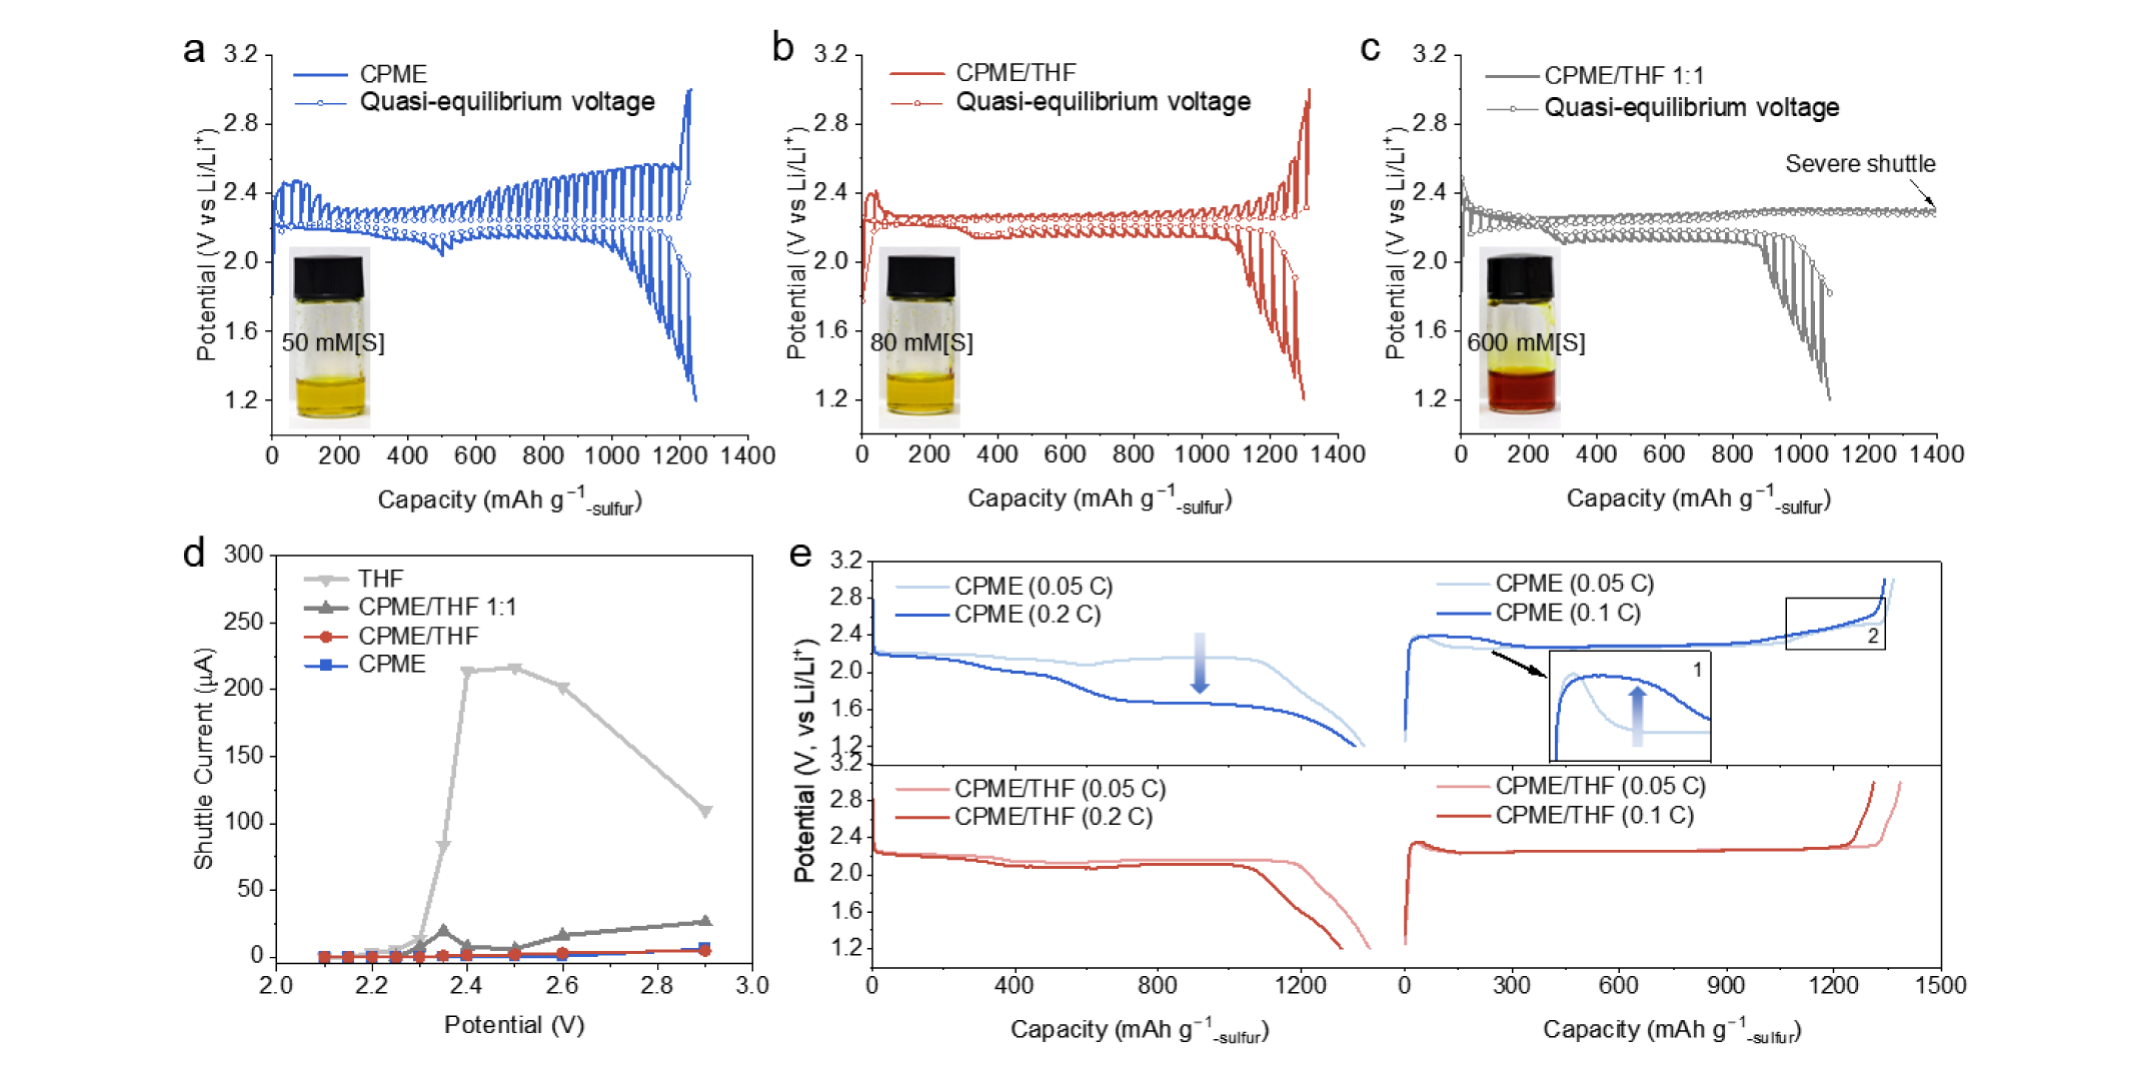 a
3.2
2.8
2.4
2.0
1.6
1.2
Potential (V vs Li/Li⁺)
CPME
Quasi-equilibrium voltage
50 mM[S]
0 200 400 600 800 1000 1200 1400
Capacity (mAh g⁻¹-sulfur)
b
3.2
2.8
2.4
2.0
1.6
1.2
Potential (V vs Li/Li⁺)
CPME/THF
Quasi-equilibrium voltage
80 mM[S]
0 200 400 600 800 1000 1200 1400
Capacity (mAh g⁻¹-sulfur)
c
3.2
2.8
2.4
2.0
1.6
1.2
Potential (V vs Li/Li⁺)
CPME/THF 1:1
Quasi-equilibrium voltage
Severe shuttle
600 mM[S]
0 200 400 600 800 1000 1200 1400
Capacity (mAh g⁻¹-sulfur)
d
300
250
200
150
100
50
0
Shuttle Current (μA)
THF
CPME/THF 1:1
CPME/THF
CPME
2.0 2.2 2.4 2.6 2.8 3.0
Potential (V)
e
3.2
2.8
2.4
2.0
1.6
1.2
3.2
2.8
2.4
2.0
1.6
1.2
Potential (V, vs Li/Li⁺)
CPME (0.05 C)
CPME (0.2 C)
CPME (0.05 C)
CPME (0.1 C)
2
1
CPME/THF (0.05 C)
CPME/THF (0.2 C)
CPME/THF (0.05 C)
CPME/THF (0.1 C)
0 400 800 1200
0 300 600 900 1200 1500
Capacity (mAh g⁻¹-sulfur)
Capacity (mAh g⁻¹-sulfur)